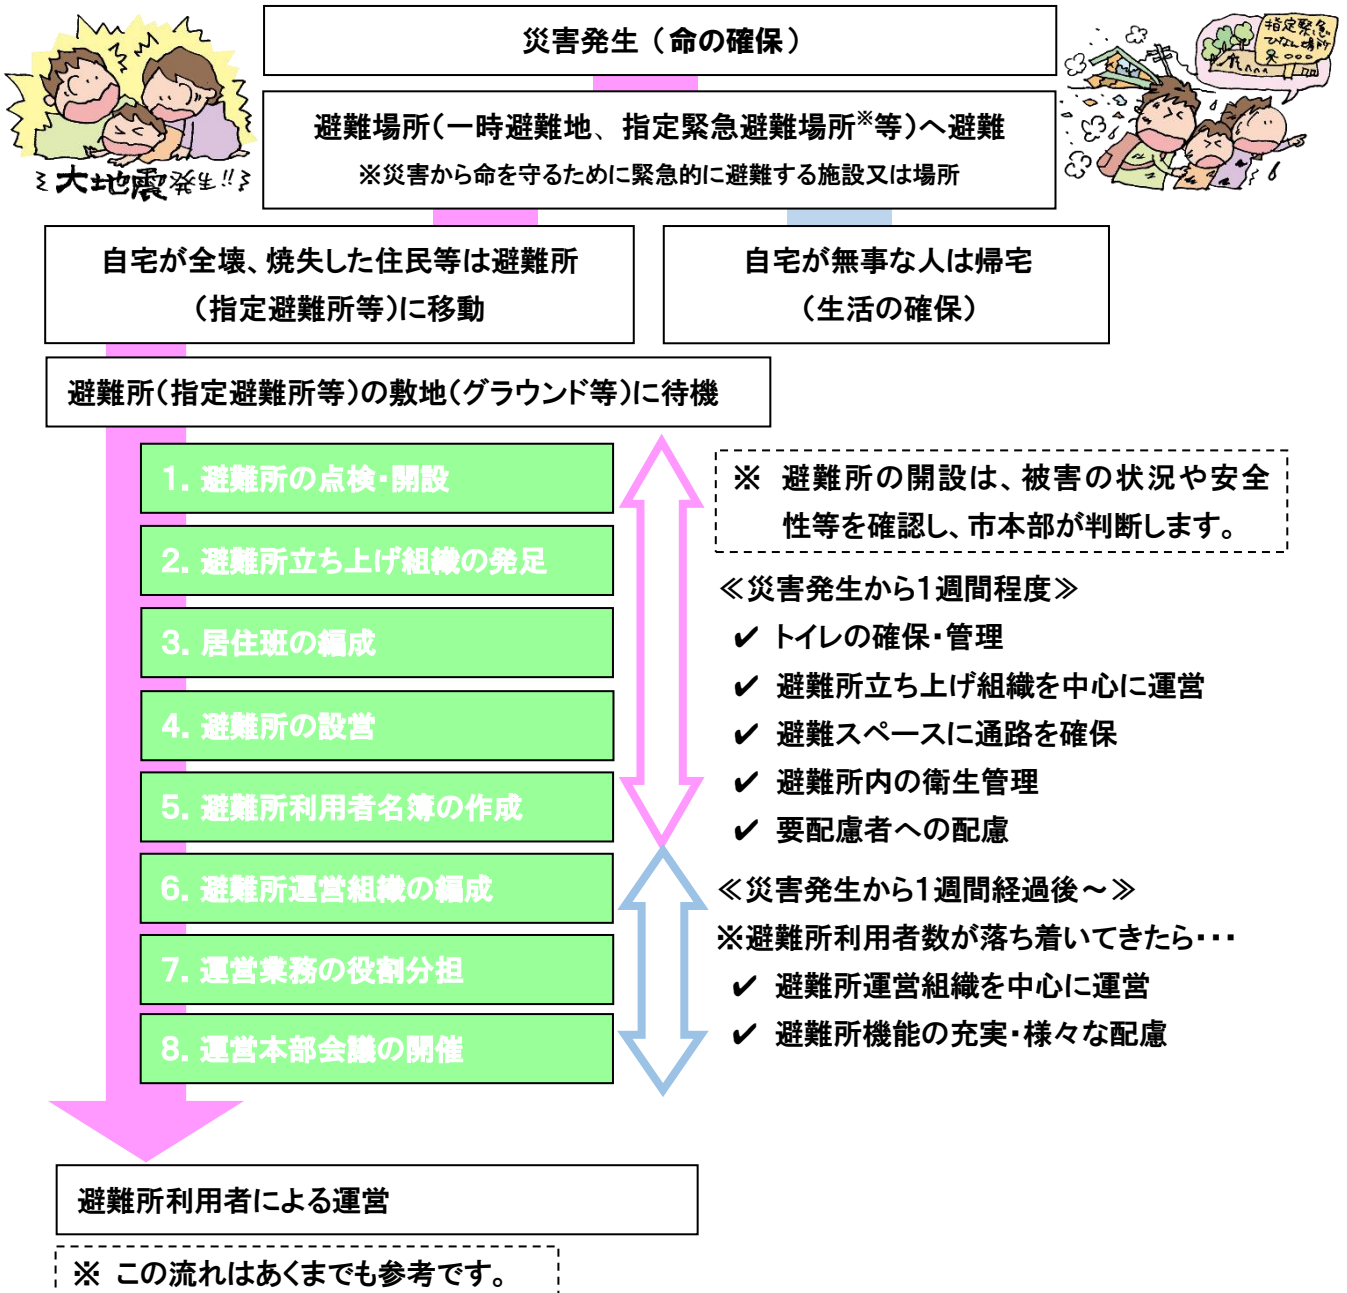 災害発生（命の確保）
大地震発生!!
指定緊急
ひなん場所
避難場所（一時避難地、指定緊急避難場所※等）へ避難
※災害から命を守るために緊急的に避難する施設又は場所
自宅が全壊、焼失した住民等は避難所
（指定避難所等）に移動
自宅が無事な人は帰宅
（生活の確保）
避難所（指定避難所等）の敷地（グラウンド等）に待機
1．避難所の点検・開設
2．避難所立ち上げ組織の発足
3．居住班の編成
4．避難所の設営
5．避難所利用者名簿の作成
6．避難所運営組織の編成
7．運営業務の役割分担
8．運営本部会議の開催
※ 避難所の開設は、被害の状況や安全
性等を確認し、市本部が判断します。
≪災害発生から1週間程度≫
✔ トイレの確保・管理
✔ 避難所立ち上げ組織を中心に運営
✔ 避難スペースに通路を確保
✔ 避難所内の衛生管理
✔ 要配慮者への配慮
≪災害発生から1週間経過後～≫
※避難所利用者数が落ち着いてきたら・・・
✔ 避難所運営組織を中心に運営
✔ 避難所機能の充実・様々な配慮
避難所利用者による運営
※ この流れはあくまでも参考です。